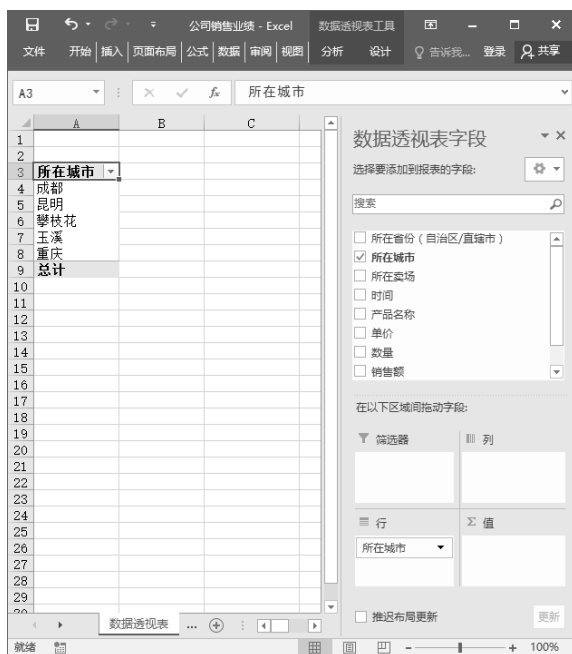 公司销售业绩 - Excel
数据透视表工具
文件 开始 插入 页面布局 公式 数据 审阅 视图 分析 设计 告诉我... 登录 共享
A3
fx
所在城市
A B C
1
2
3 所在城市
4 成都
5 昆明
6 攀枝花
7 玉溪
8 重庆
9 总计
10
11
12
13
14
15
16
17
18
19
20
21
22
23
24
25
26
27
28
29
30
数据透视表字段
选择要添加到报表的字段:
搜索
所在省份（自治区/直辖市）
所在城市
所在卖场
时间
产品名称
单价
数量
销售额
在以下区域间拖动字段:
筛选器
列
行
Σ 值
所在城市
推迟布局更新
更新
数据透视表 ...
就绪
100%